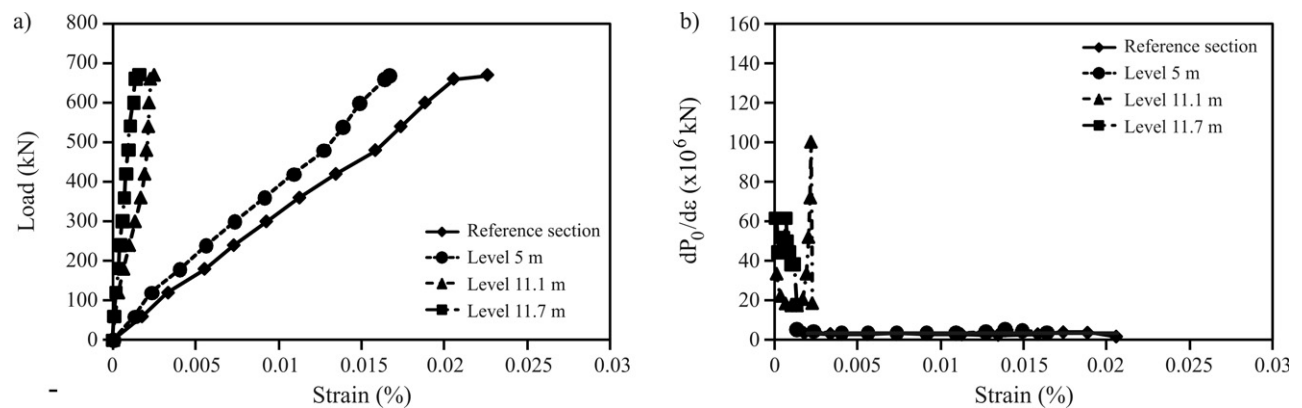 a)
800
700
600
500
400
300
200
100
0
Load (kN)
0
0.005
0.01
0.015
0.02
0.025
0.03
Strain (%)
Reference section
Level 5 m
Level 11.1 m
Level 11.7 m
b)
160
140
120
100
80
60
40
20
0
dP₀/dε (x10⁶ kN)
0
0.005
0.01
0.015
0.02
0.025
0.03
Strain (%)
Reference section
Level 5 m
Level 11.1 m
Level 11.7 m